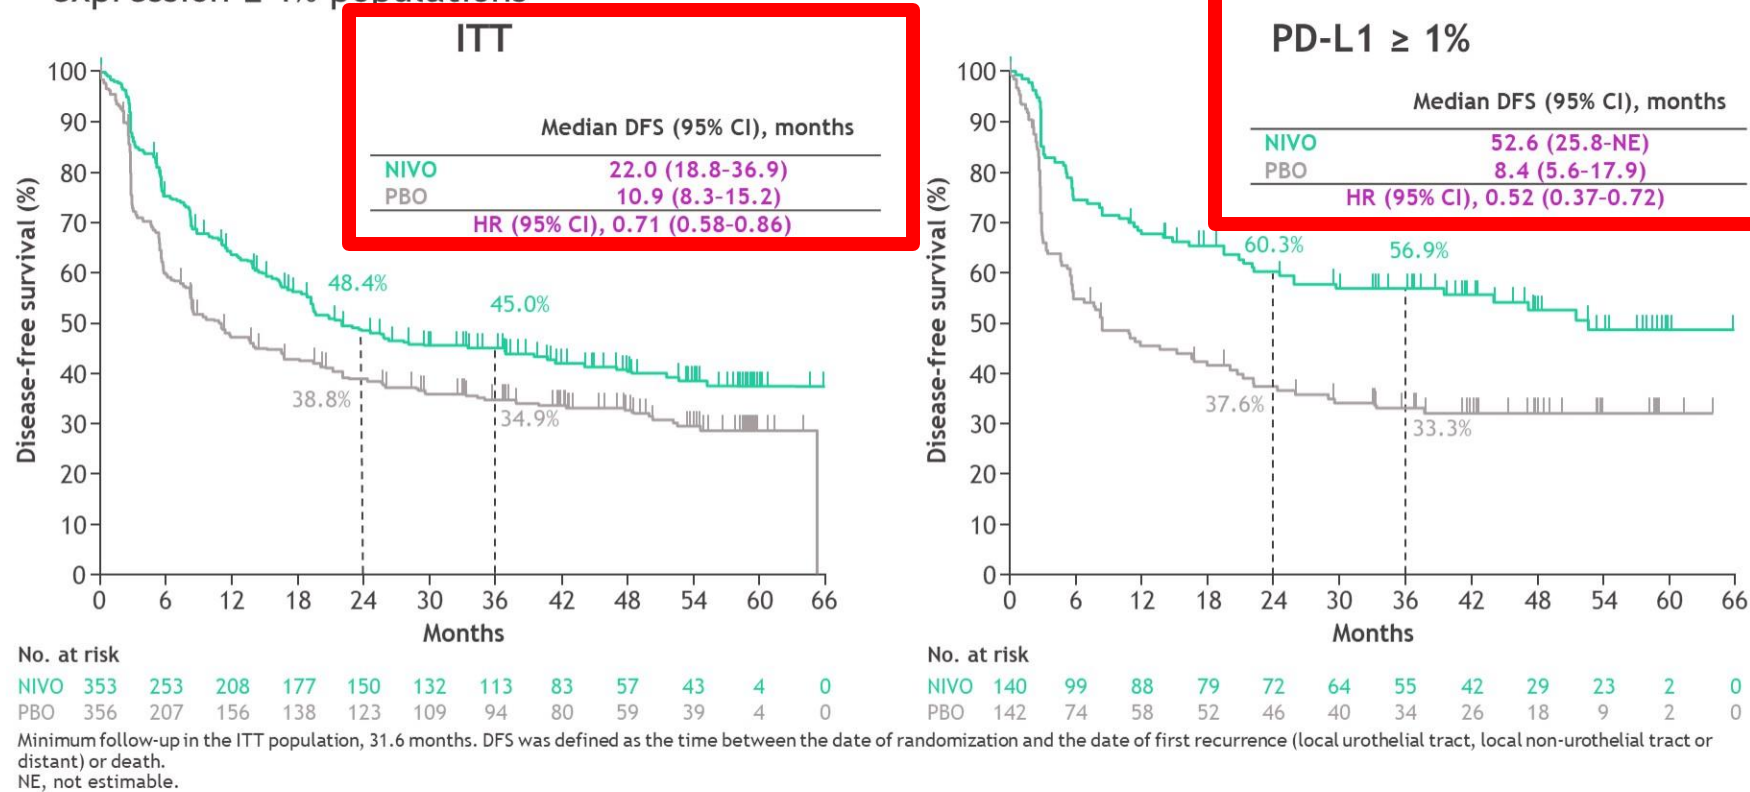 expression ≥ 1% populations
ITT
Median DFS (95% CI), months
NIVO 22.0 (18.8–36.9)
PBO 10.9 (8.3–15.2)
HR (95% CI), 0.71 (0.58–0.86)
Disease-free survival (%)
100
90
80
70
60
50
40
30
20
10
0
48.4%
45.0%
38.8%
34.9%
0 6 12 18 24 30 36 42 48 54 60 66
Months
No. at risk
NIVO 353 253 208 177 150 132 113 83 57 43 4 0
PBO 356 207 156 138 123 109 94 80 59 39 4 0
PD-L1 ≥ 1%
Median DFS (95% CI), months
NIVO 52.6 (25.8–NE)
PBO 8.4 (5.6–17.9)
HR (95% CI), 0.52 (0.37–0.72)
Disease-free survival (%)
100
90
80
70
60
50
40
30
20
10
0
60.3%
56.9%
37.6%
33.3%
0 6 12 18 24 30 36 42 48 54 60 66
Months
No. at risk
NIVO 140 99 88 79 72 64 55 42 29 23 2 0
PBO 142 74 58 52 46 40 34 26 18 9 2 0
Minimum follow-up in the ITT population, 31.6 months. DFS was defined as the time between the date of randomization and the date of first recurrence (local urothelial tract, local non-urothelial tract or
distant) or death.
NE, not estimable.